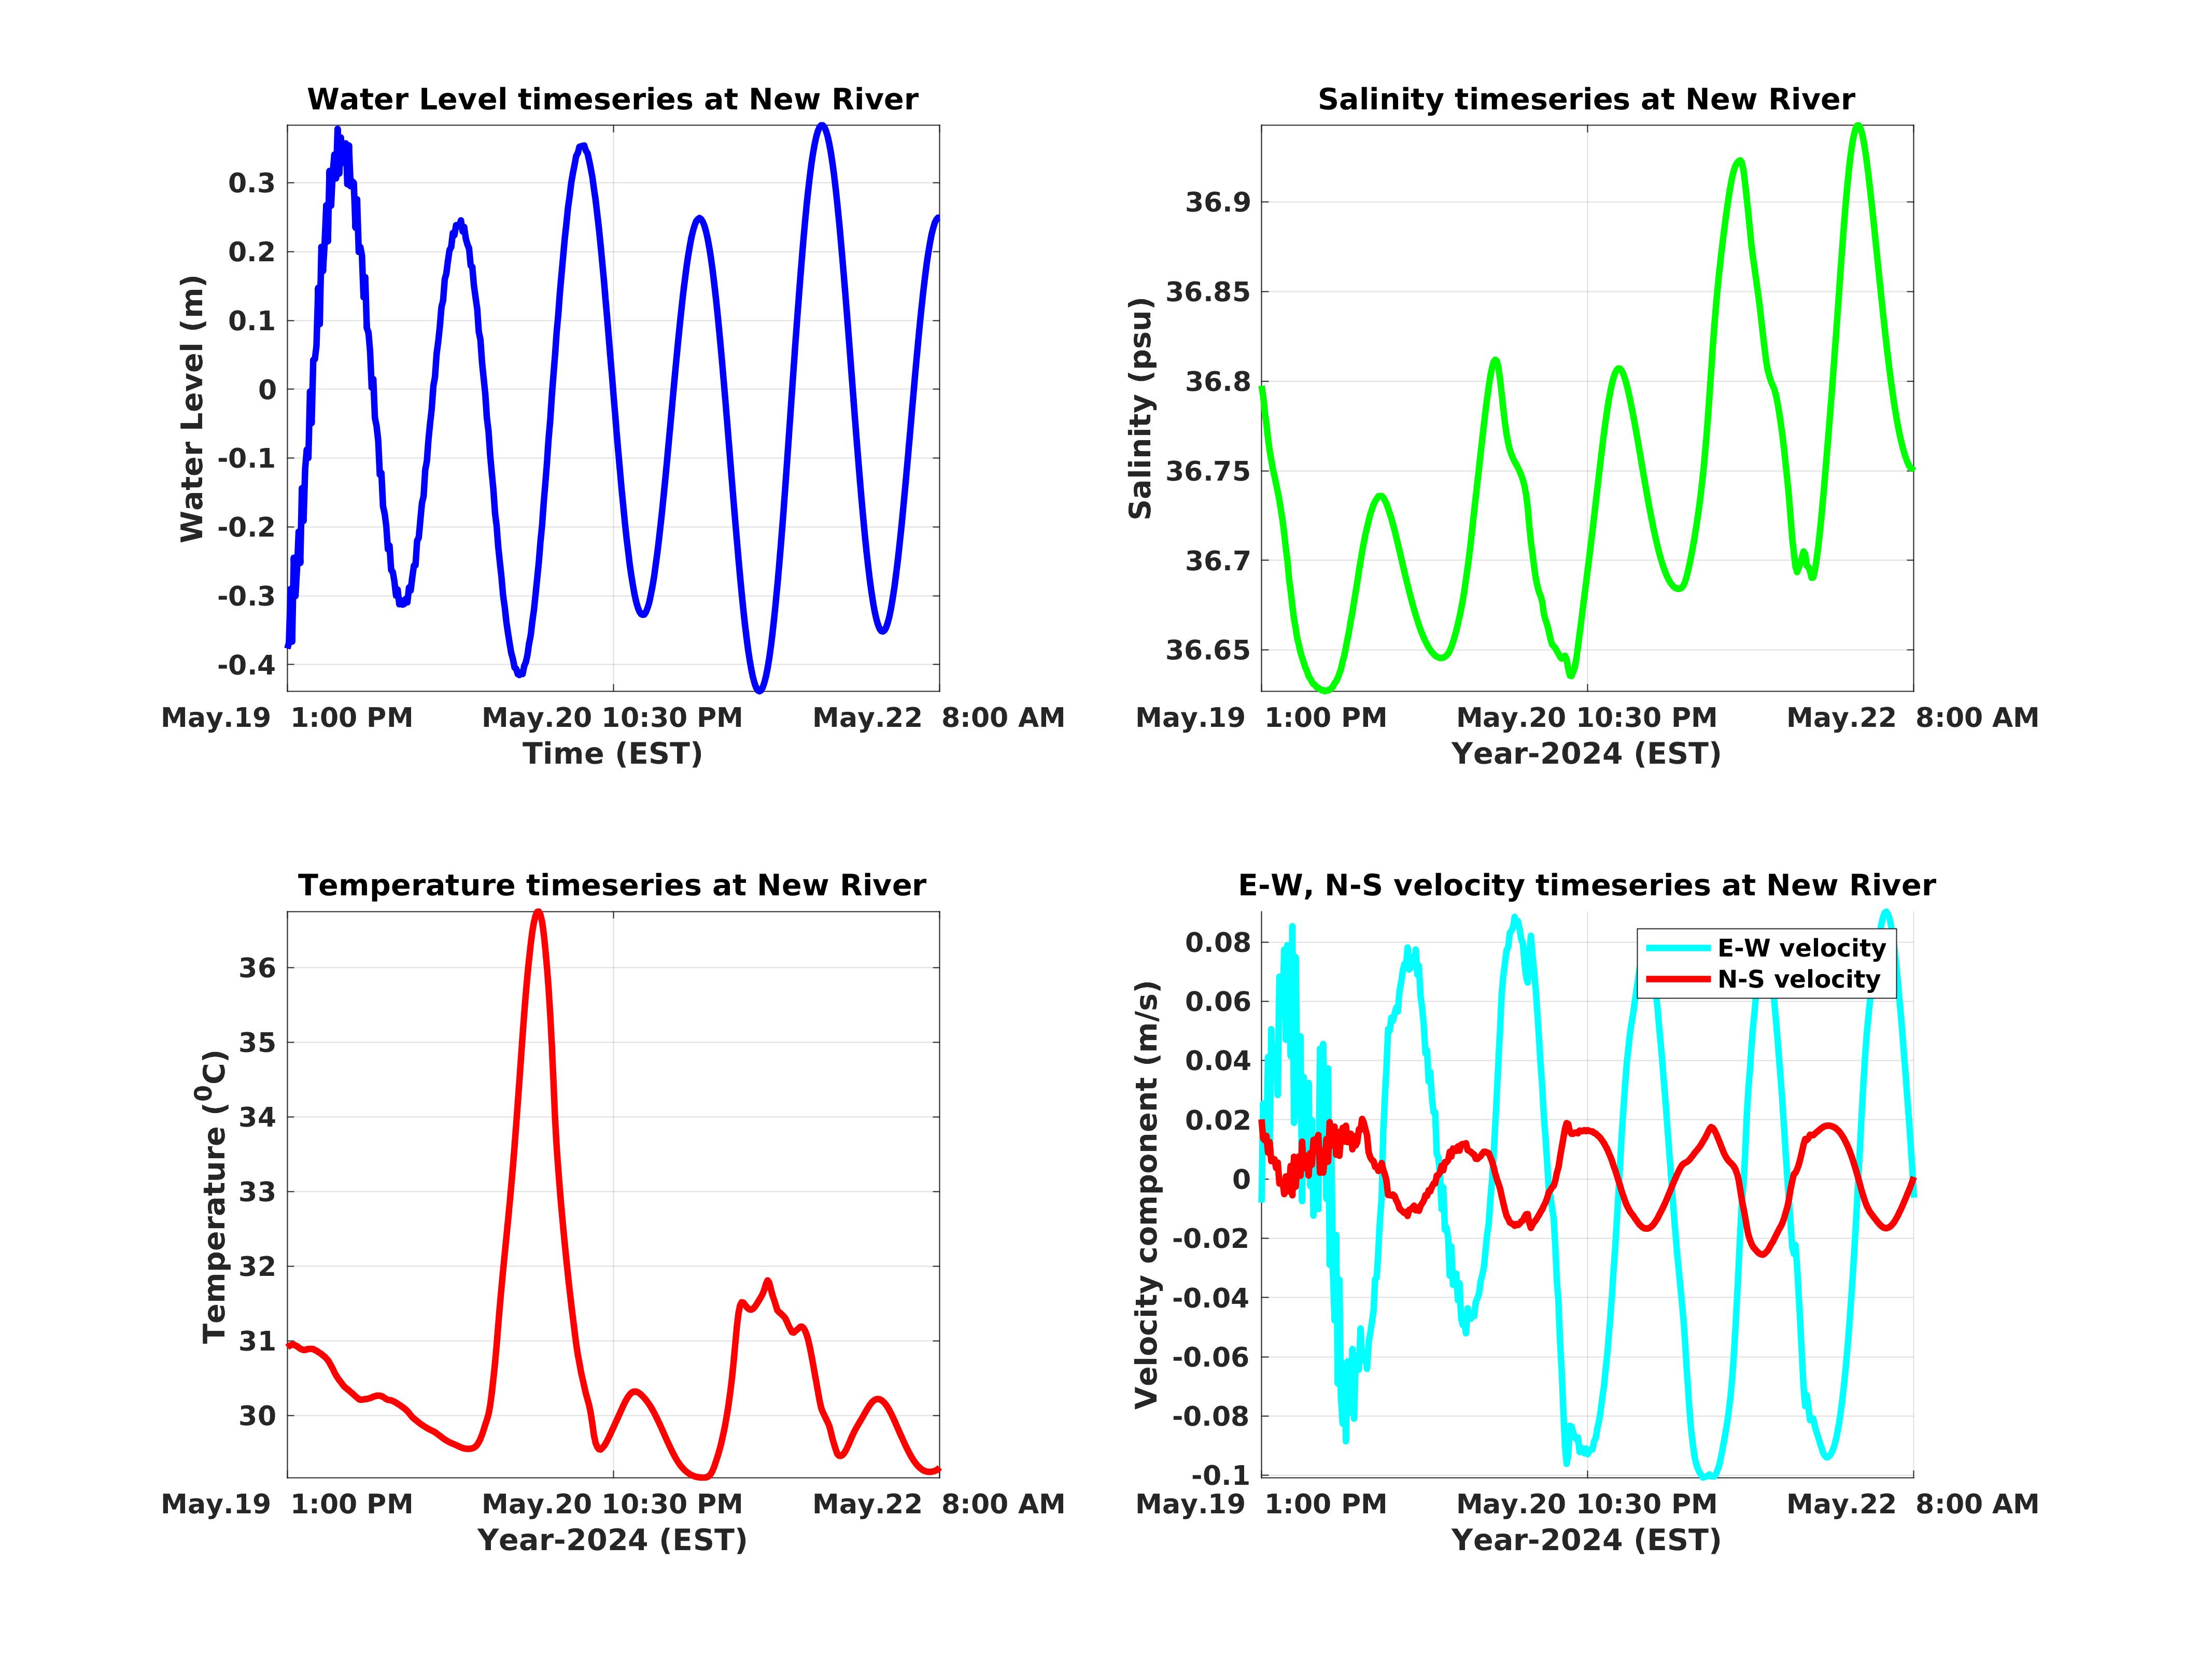 Water Level timeseries at New River
Water Level (m)
0.3
0.2
0.1
0
-0.1
-0.2
-0.3
-0.4
May.19 1:00 PM
May.20 10:30 PM
May.22 8:00 AM
Time (EST)
Salinity timeseries at New River
Salinity (psu)
36.9
36.85
36.8
36.75
36.7
36.65
May.19 1:00 PM
May.20 10:30 PM
May.22 8:00 AM
Year-2024 (EST)
Temperature timeseries at New River
Temperature (⁰C)
36
35
34
33
32
31
30
May.19 1:00 PM
May.20 10:30 PM
May.22 8:00 AM
Year-2024 (EST)
E-W, N-S velocity timeseries at New River
Velocity component (m/s)
0.08
0.06
0.04
0.02
0
-0.02
-0.04
-0.06
-0.08
-0.1
E-W velocity
N-S velocity
May.19 1:00 PM
May.20 10:30 PM
May.22 8:00 AM
Year-2024 (EST)